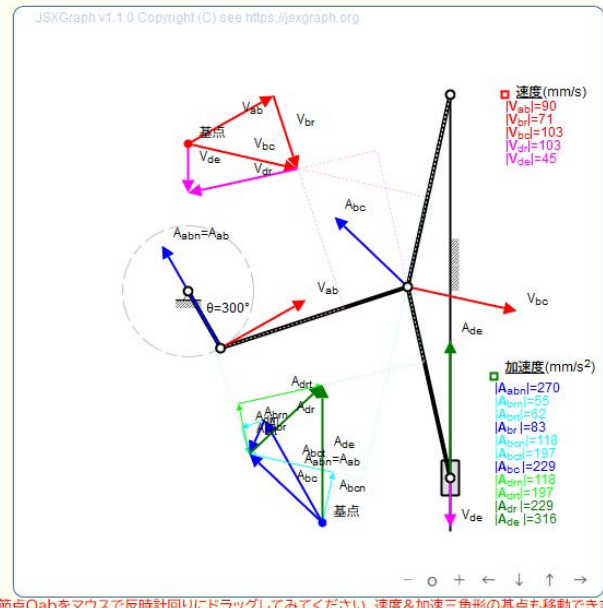 JSXGraph v1.1.0 Copyright (C) see https://jsxgraph.org
速度(mm/s)
|Vab|=90
|Vbr|=71
|Vbc|=103
|Vdr|=103
|Vde|=45
Vab
基点
Vbr
Vbc
Vde
Vdr
Abc
Aabn=Aab
Vab
θ=300°
Vbc
Ade
加速度(mm/s²)
|Aabn|=270
|Abrn|=55
|Abrt|=62
|Abr|=83
|Abcn|=118
|Abct|=197
|Abc|=229
|Adrn|=118
|Adrt|=197
|Adr|=229
|Ade|=316
Adrt
Adr
Abrn
Abr
Ade
Abct
Aabn=Aab
Abc
Abcn
基点
Vde
− o + ← ↓ ↑ →
節点Oabをマウスで反時計回りにドラッグしてみてください 速度&加速三角形の基点も移動できま